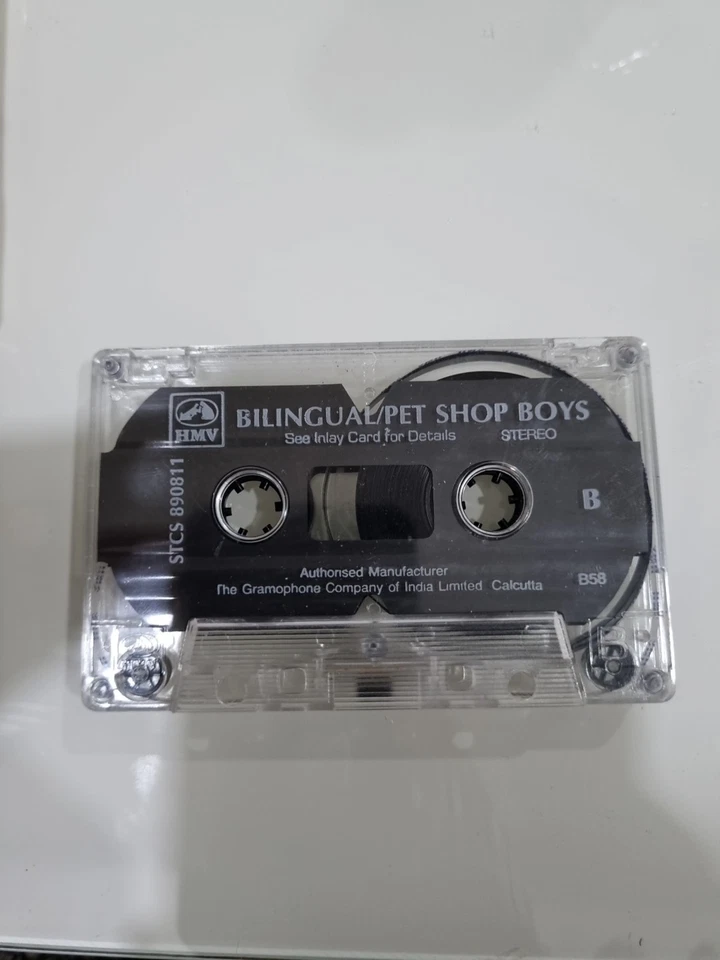 HMV
BILINGUAL/PET SHOP BOYS
See Inlay Card for Details STEREO
STCS 890811
B
Authorised Manufacturer
The Gramophone Company of India Limited Calcutta
B58
B